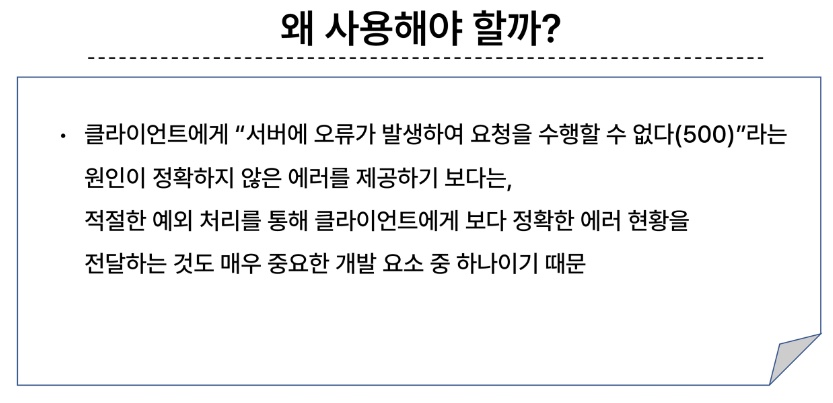 왜 사용해야 할까?
• 클라이언트에게 “서버에 오류가 발생하여 요청을 수행할 수 없다(500)”라는
원인이 정확하지 않은 에러를 제공하기 보다는,
적절한 예외 처리를 통해 클라이언트에게 보다 정확한 에러 현황을
전달하는 것도 매우 중요한 개발 요소 중 하나이기 때문